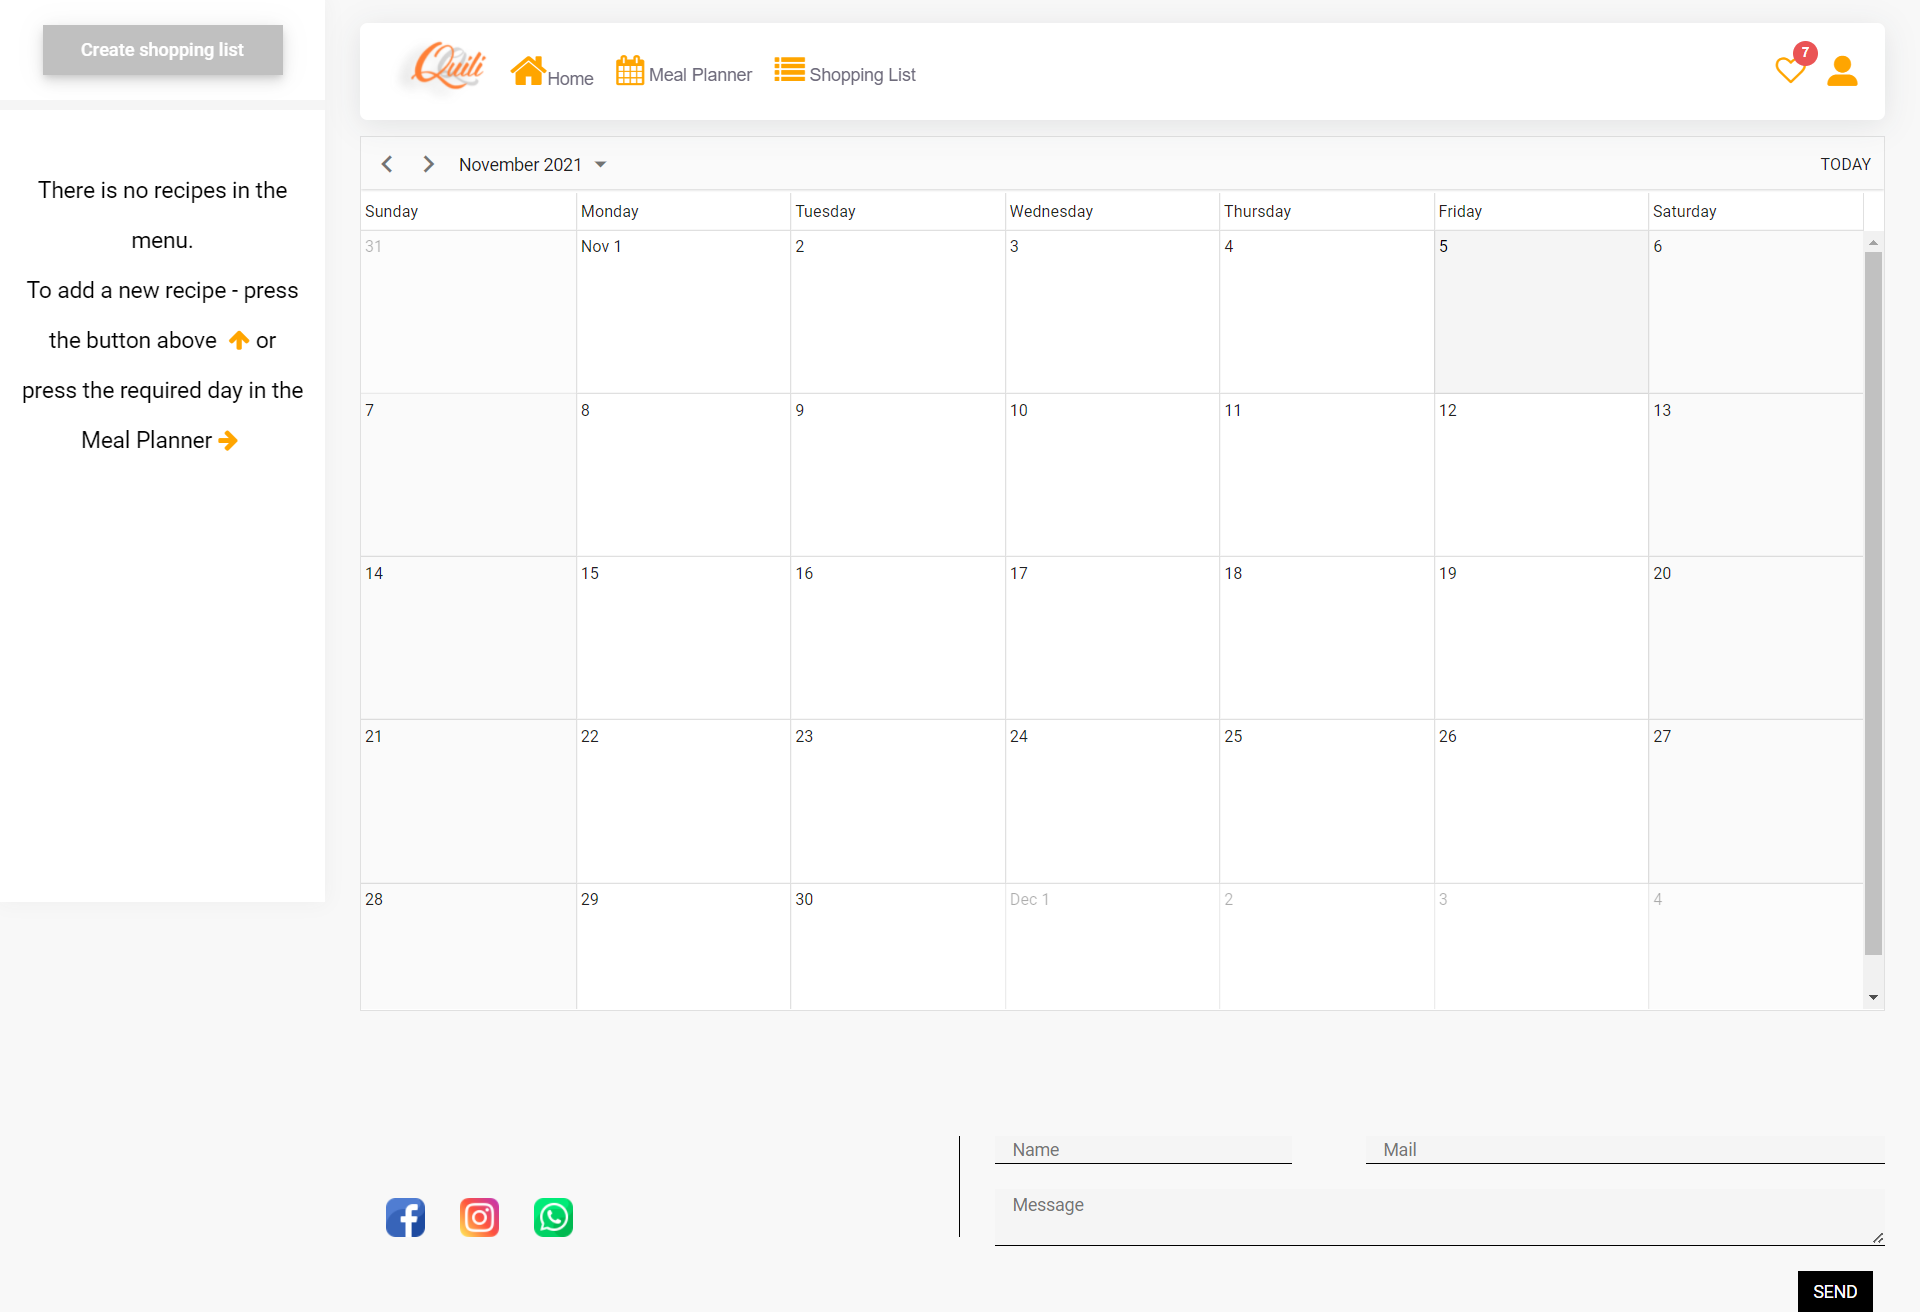 Create shopping list
There is no recipes in the
menu.
To add a new recipe - press
the button above or
press the required day in the
Meal Planner
Quili
Home
Meal Planner
Shopping List
7
November 2021
TODAY
Sunday Monday Tuesday Wednesday Thursday Friday Saturday
31 Nov 1 2 3 4 5 6
7 8 9 10 11 12 13
14 15 16 17 18 19 20
21 22 23 24 25 26 27
28 29 30 Dec 1 2 3 4
Name
Mail
Message
SEND